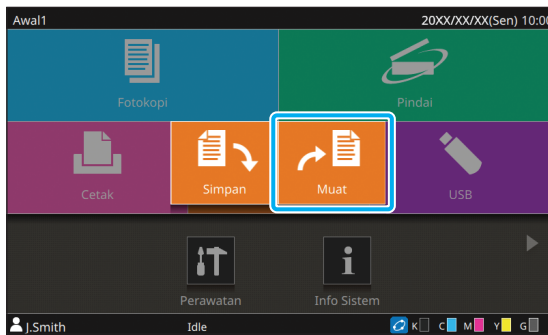 Awal1 20XX/XX/XX(Sen) 10:00
Fotokopi Pindai
Cetak Simpan Muat USB
Perawatan Info Sistem
J.Smith Idle K C M Y G